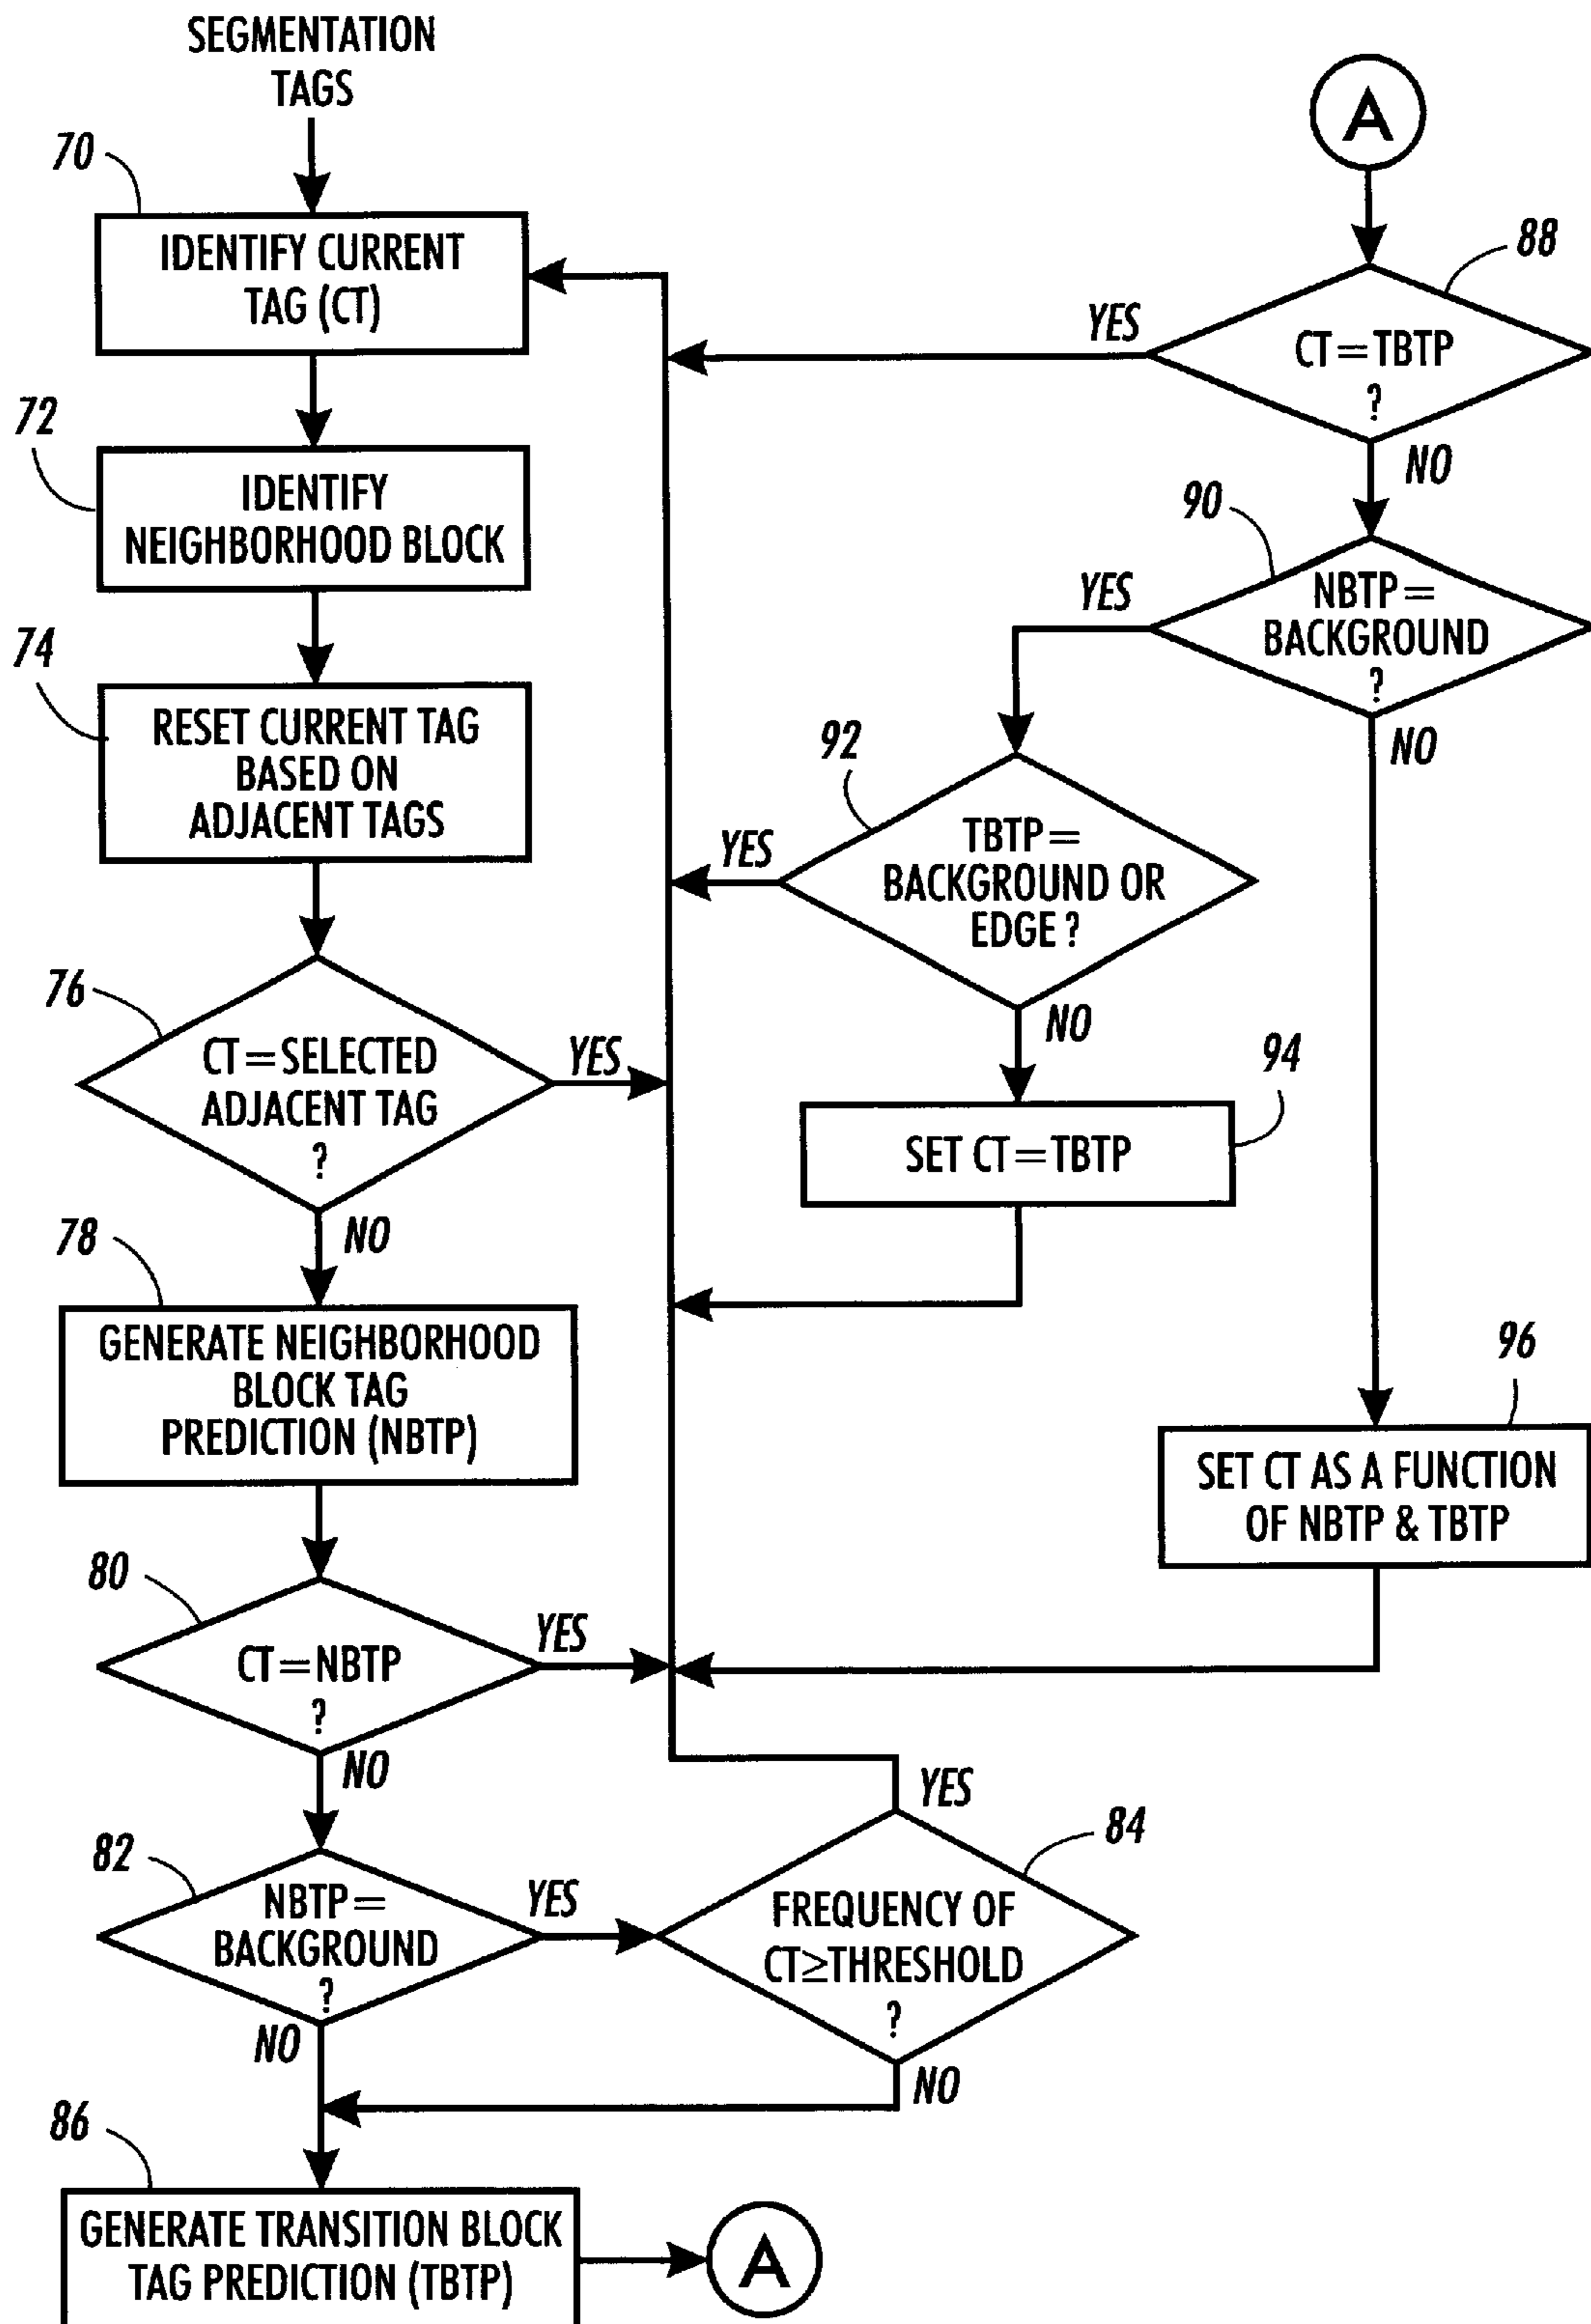 SEGMENTATION
TAGS
70
IDENTIFY CURRENT
TAG (CT)
72
IDENTIFY
NEIGHBORHOOD BLOCK
74
RESET CURRENT TAG
BASED ON
ADJACENT TAGS
76
CT=SELECTED
ADJACENT TAG
?
YES
NO
78
GENERATE NEIGHBORHOOD
BLOCK TAG
PREDICTION (NBTP)
80
CT=NBTP
?
YES
NO
82
NBTP=
BACKGROUND
?
YES
NO
84
FREQUENCY OF
CT≥THRESHOLD
?
YES
NO
86
GENERATE TRANSITION BLOCK
TAG PREDICTION (TBTP)
A
A
88
CT=TBTP
?
YES
NO
90
NBTP=
BACKGROUND
?
YES
NO
92
TBTP=
BACKGROUND OR
EDGE ?
YES
NO
94
SET CT=TBTP
96
SET CT AS A FUNCTION
OF NBTP & TBTP